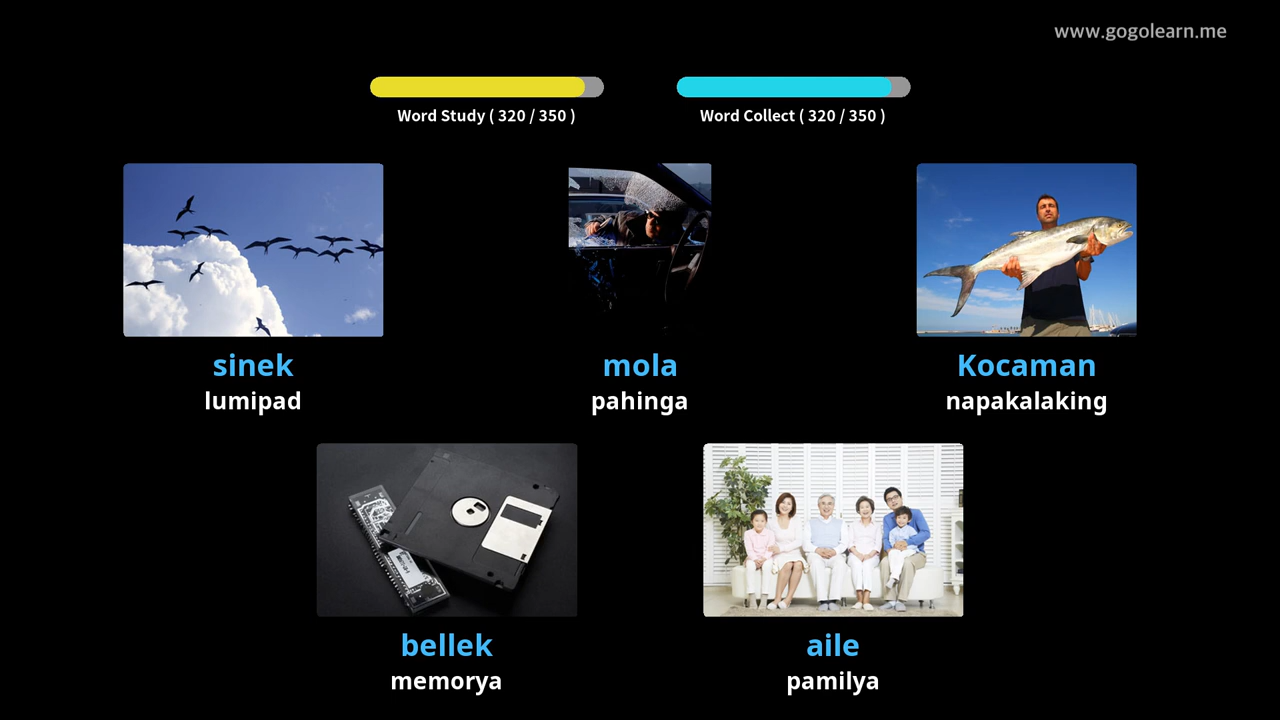 www.gogolearn.me
Word Study ( 320 / 350 )
Word Collect ( 320 / 350 )
sinek
lumipad
mola
pahinga
Kocaman
napakalaking
bellek
memorya
aile
pamilya